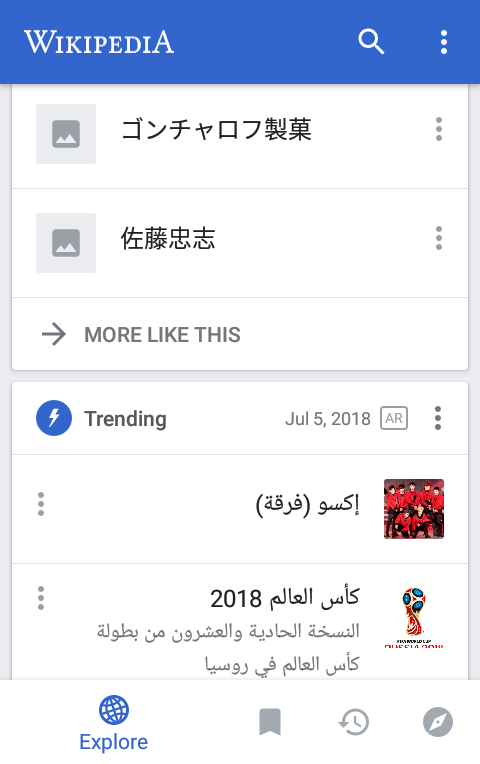 WIKIPEDIA
ゴンチャロフ製菓
佐藤忠志
MORE LIKE THIS
Trending
Jul 5, 2018 AR
إكسو (فرقة)
كأس العالم 2018
النسخة الحادية والعشرون من بطولة
كأس العالم في روسيا
FIFA WORLD CUP
RUSSIA 2018
Explore